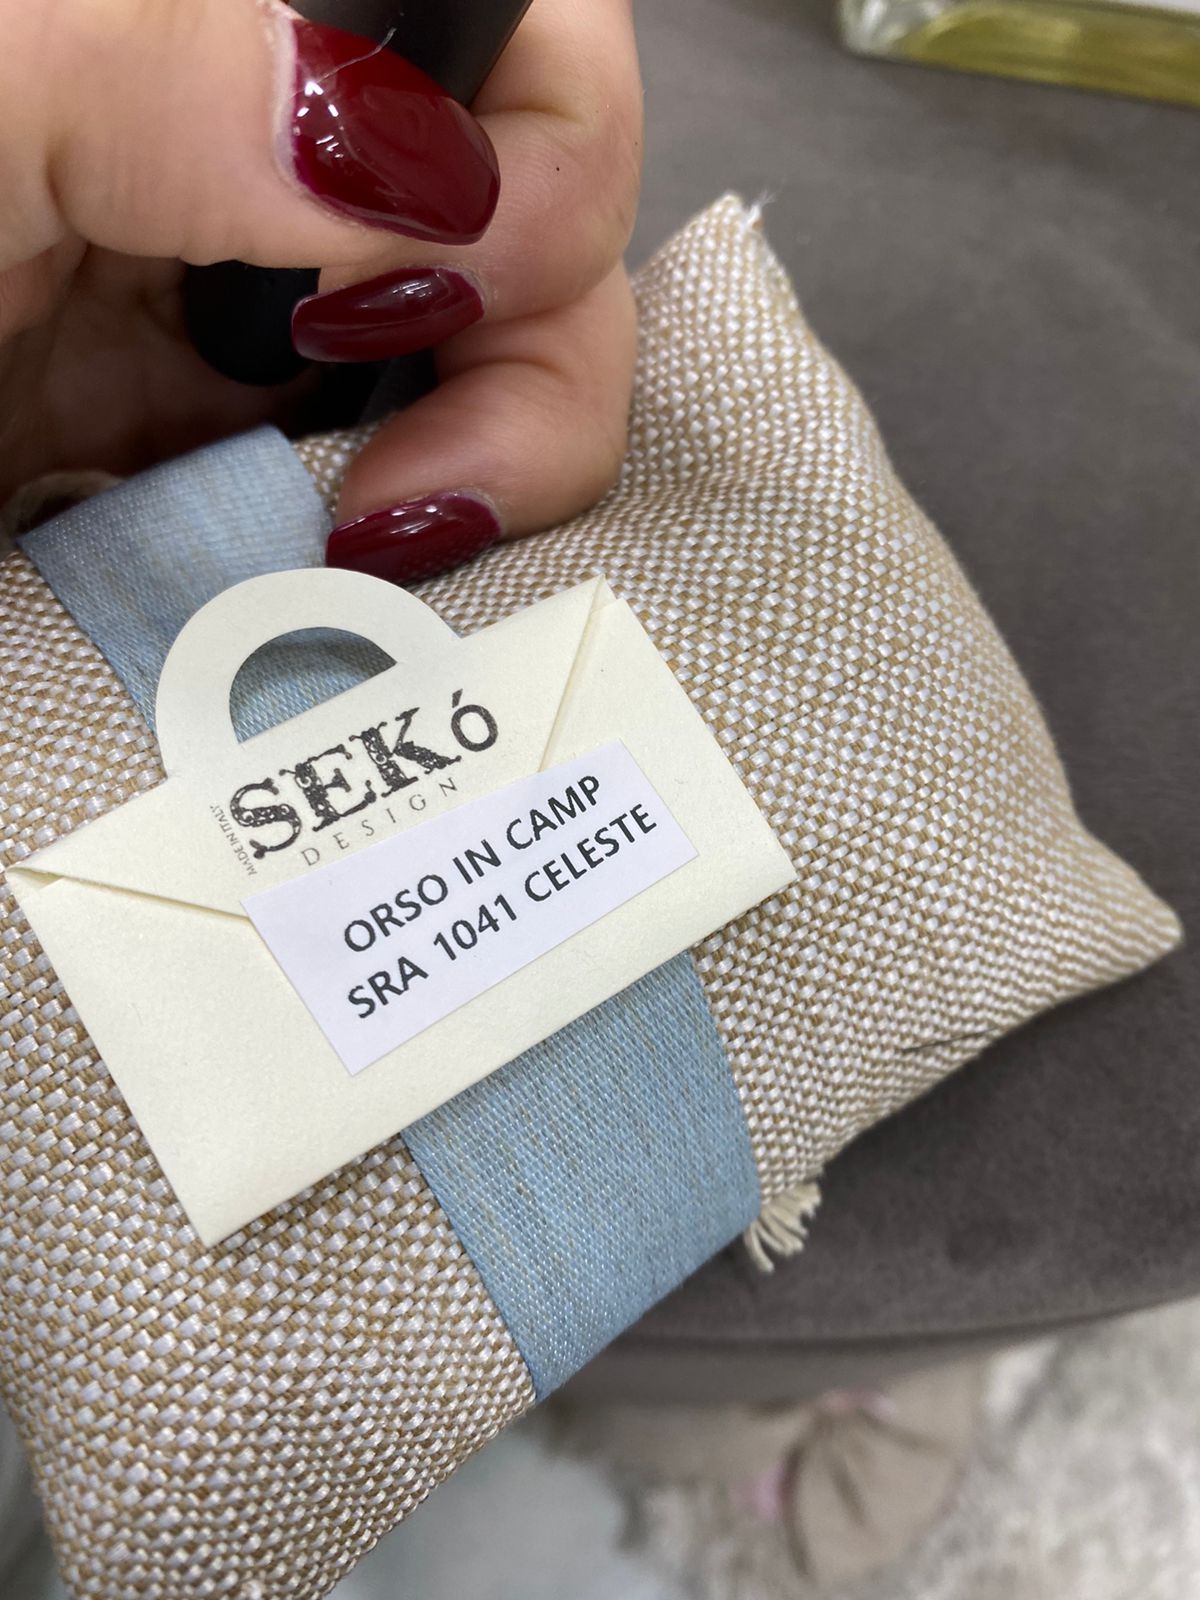 SEKÓ
MADE IN ITALY
DESIGN
ORSO IN CAMP
SRA 1041 CELESTE